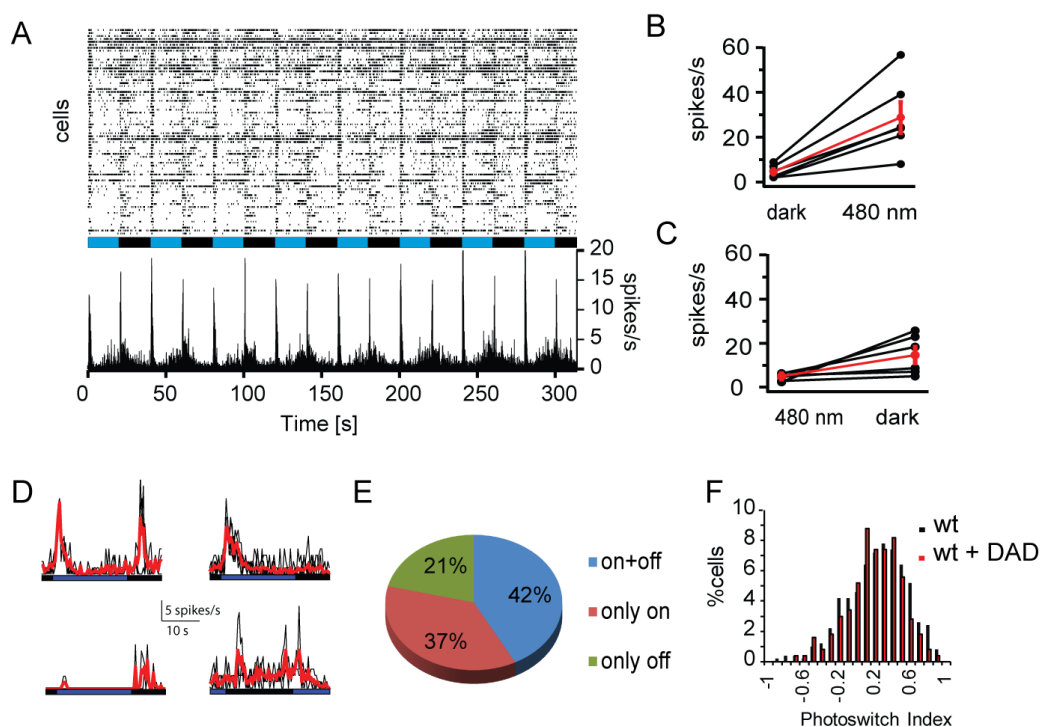 A
cells
20
15
10
5
0
spikes/s
0 50 100 150 200 250 300
Time [s]
B
60
40
20
0
spikes/s
dark 480 nm
C
60
40
20
0
spikes/s
480 nm dark
D
5 spikes/s
10 s
E
21%
42%
37%
on+off
only on
only off
F
10
8
6
4
2
0
%cells
wt
wt + DAD
-1 -0.6 -0.2 0.2 0.6 1
Photoswitch Index